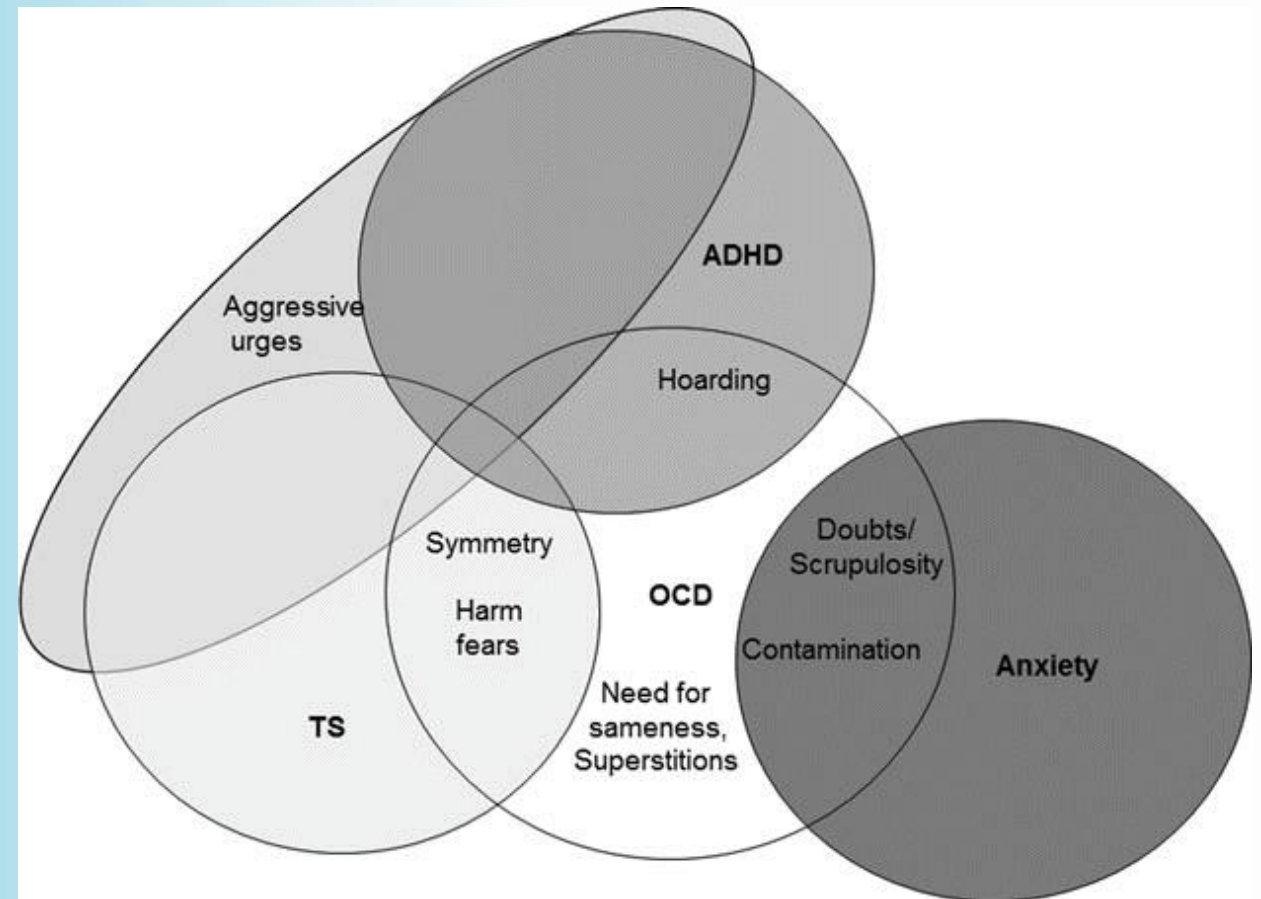 ADHD
Aggressive
urges
Hoarding
Symmetry
Harm
fears
OCD
Doubts/
Scrupulosity
Contamination
Anxiety
Need for
sameness,
Superstitions
TS